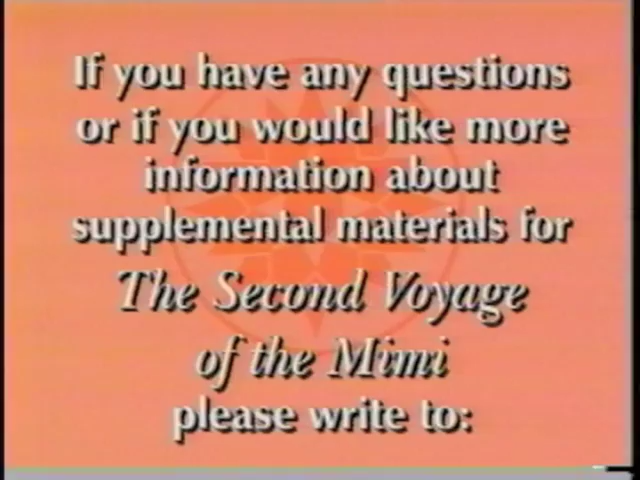 If you have any questions
or if you would like more
information about
supplemental materials for
The Second Voyage
of the Mimi
please write to: